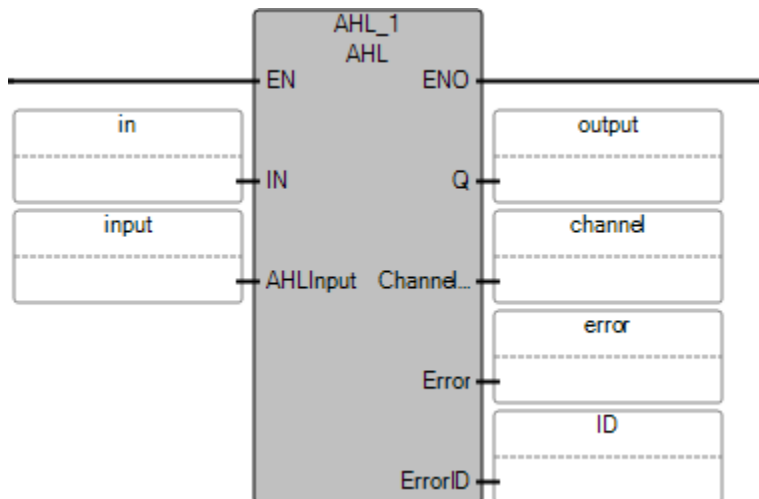 AHL_1
AHL
EN ENO
in output
IN Q
input channel
AHLInput Channel...
error
Error
ID
ErrorID